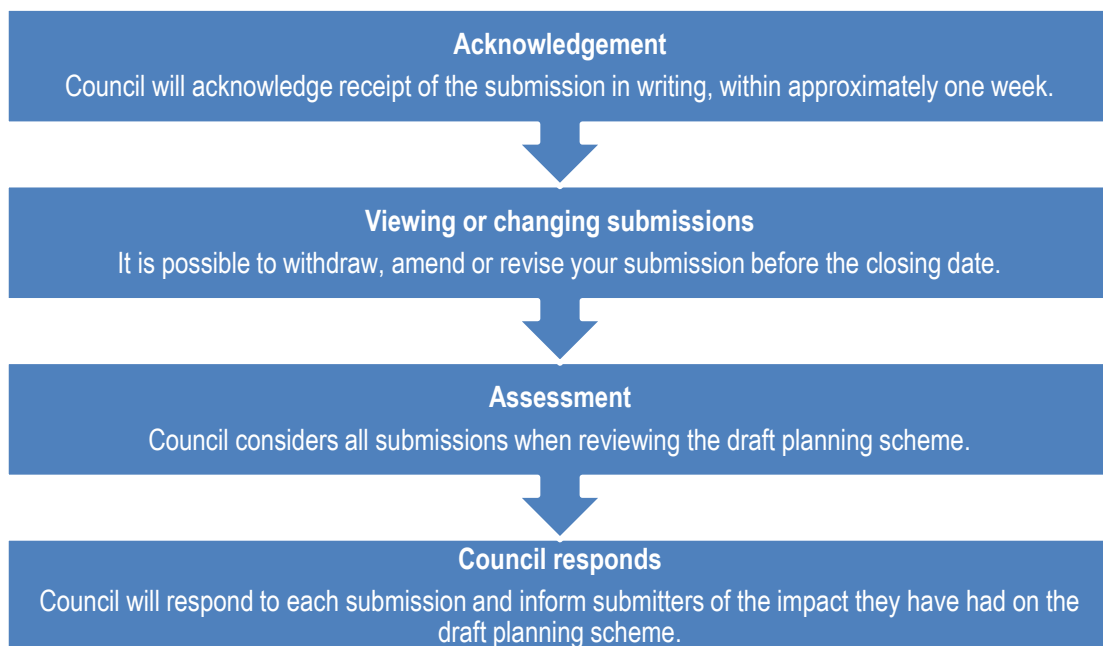 Acknowledgement
Council will acknowledge receipt of the submission in writing, within approximately one week.
Viewing or changing submissions
It is possible to withdraw, amend or revise your submission before the closing date.
Assessment
Council considers all submissions when reviewing the draft planning scheme.
Council responds
Council will respond to each submission and inform submitters of the impact they have had on the
draft planning scheme.